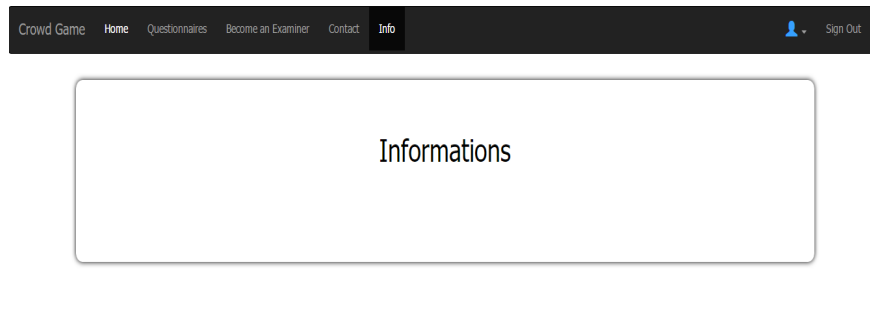 Crowd Game Home Questionnaires Become an Examiner Contact Info Sign Out
Informations